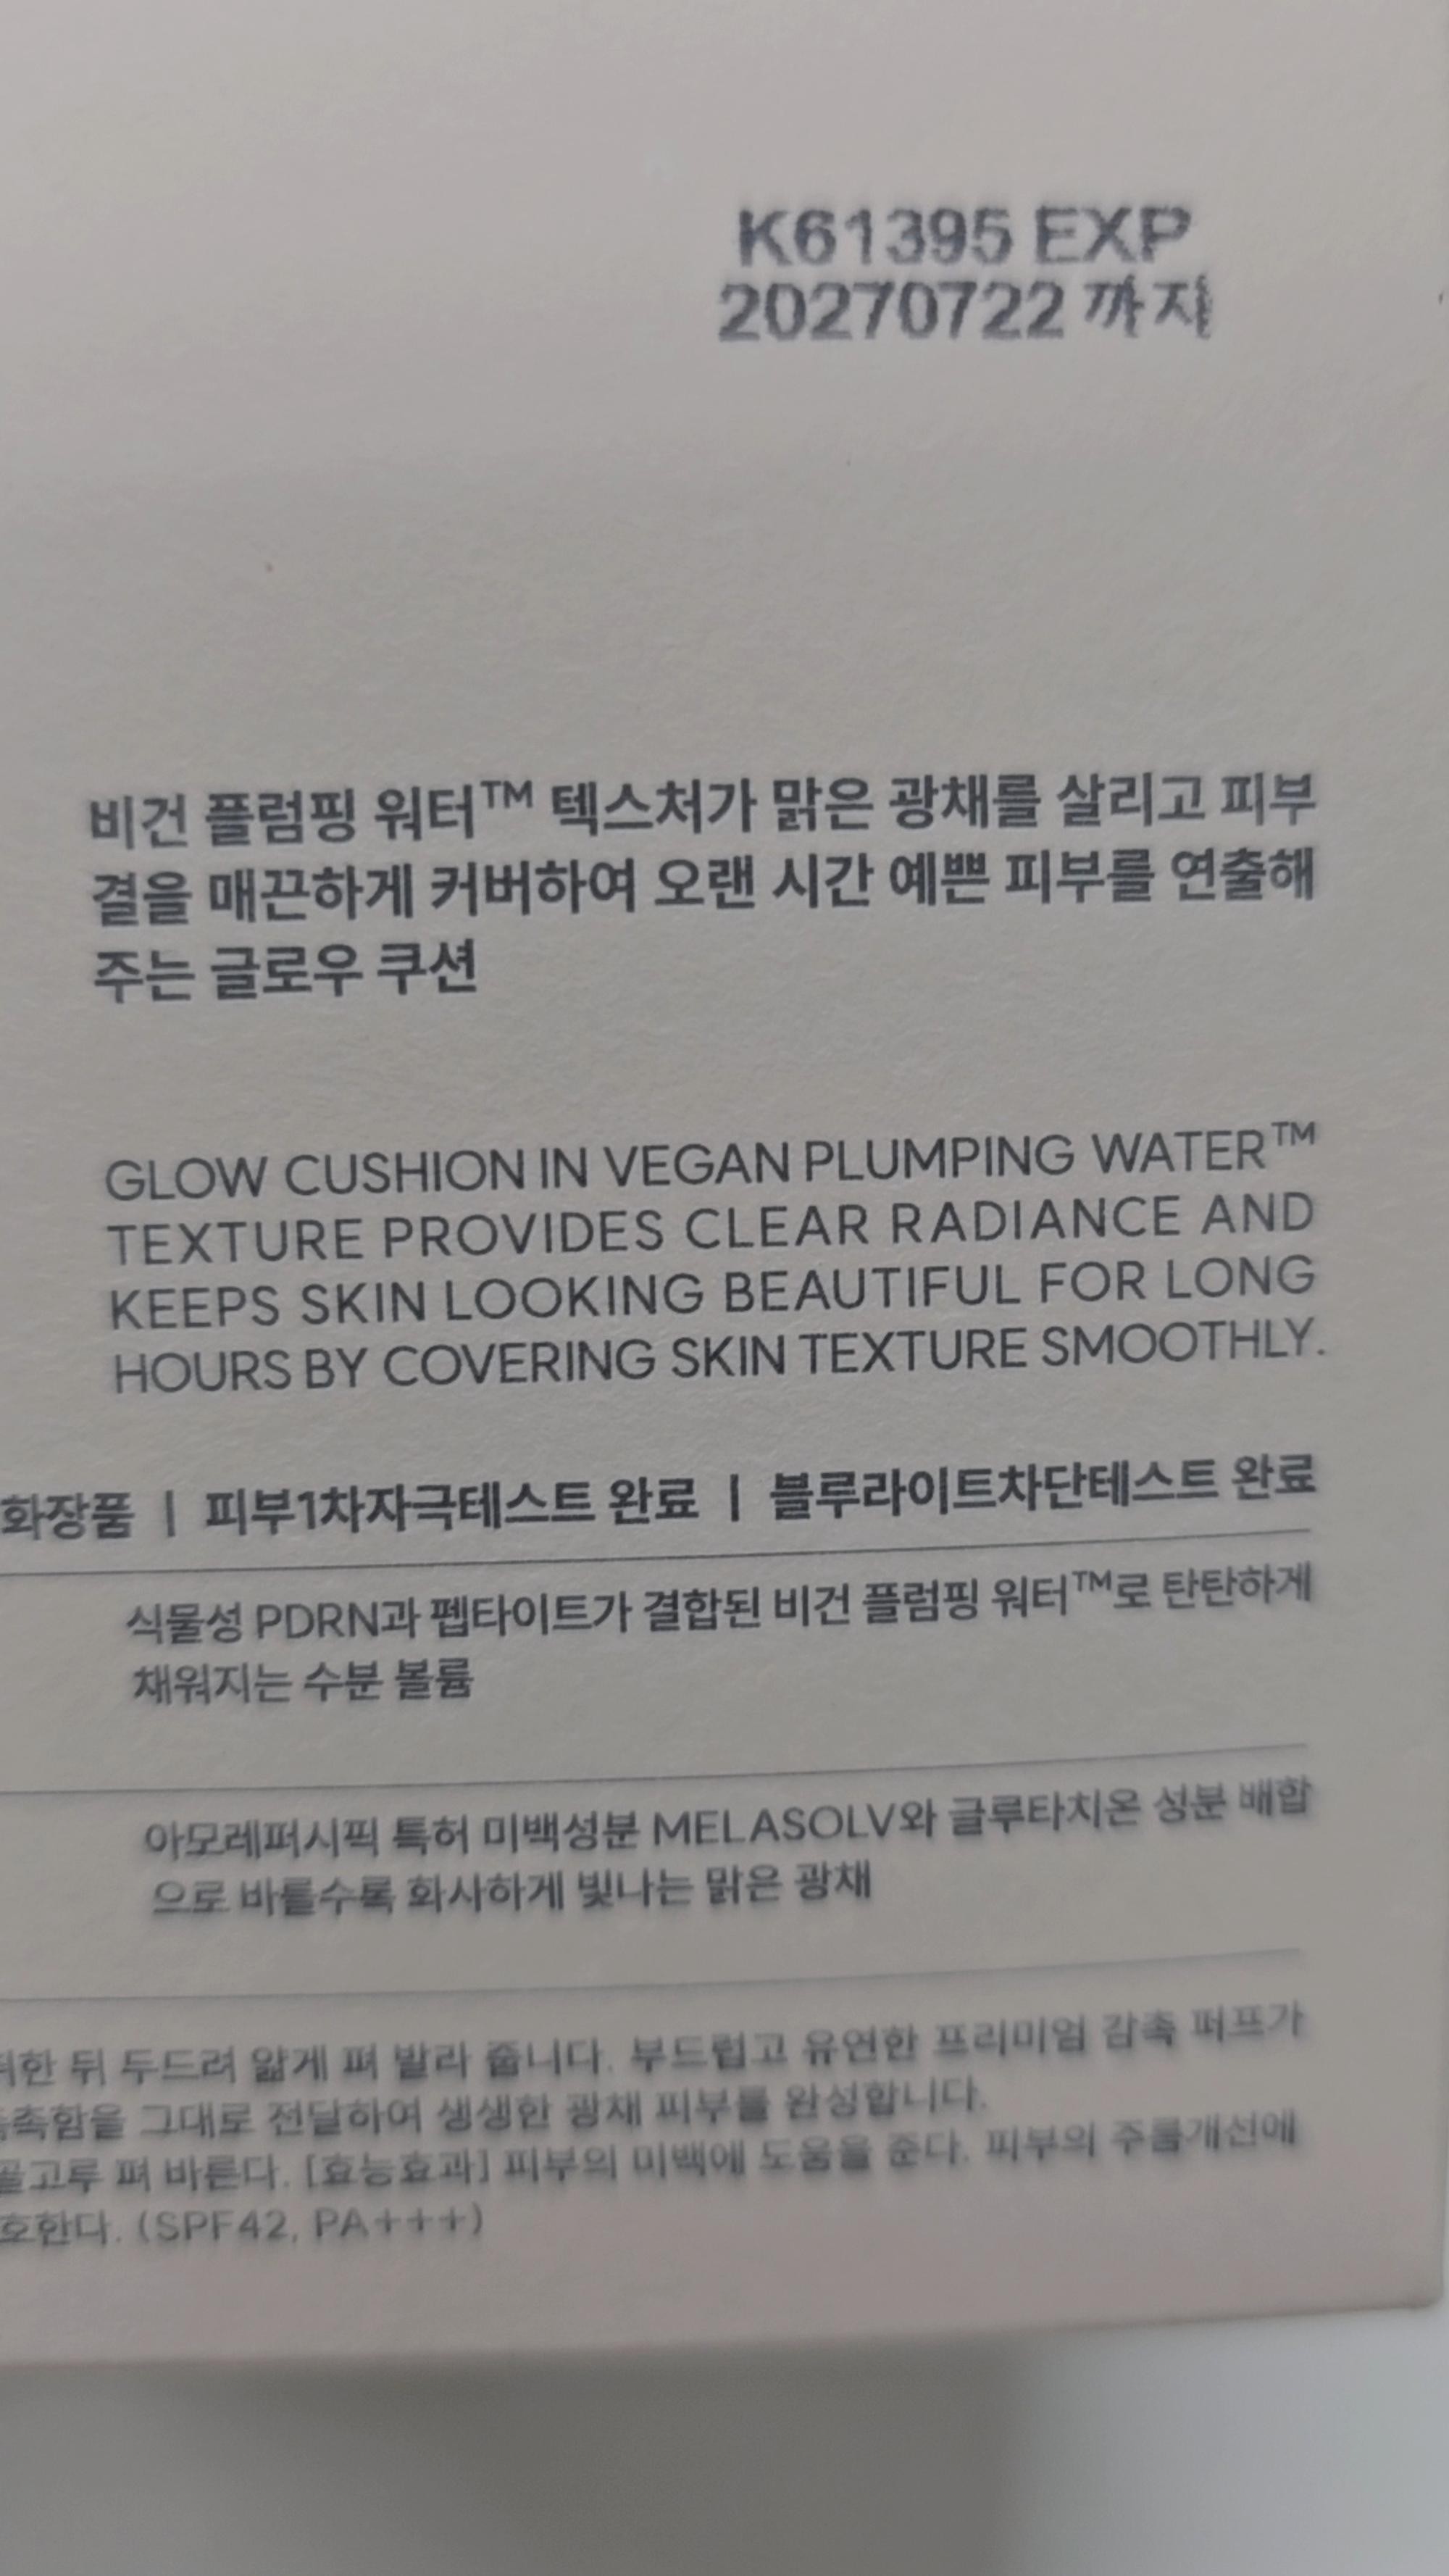 K61395 EXP
20270722 까지
비건 플럼핑 워터™ 텍스처가 맑은 광채를 살리고 피부
결을 매끈하게 커버하여 오랜 시간 예쁜 피부를 연출해
주는 글로우 쿠션
GLOW CUSHION IN VEGAN PLUMPING WATER™
TEXTURE PROVIDES CLEAR RADIANCE AND
KEEPS SKIN LOOKING BEAUTIFUL FOR LONG
HOURS BY COVERING SKIN TEXTURE SMOOTHLY.
화장품 | 피부1차자극테스트 완료 | 블루라이트차단테스트 완료
식물성 PDRN과 펩타이트가 결합된 비건 플럼핑 워터™로 탄탄하게
채워지는 수분 볼륨
아모레퍼시픽 특허 미백성분 MELASOLV와 글루타치온 성분 배합
으로 바를수록 화사하게 빛나는 맑은 광채
뒤 두드려 얇게 펴 발라 줍니다. 부드럽고 유연한 프리미엄 감촉 퍼프가
그대로 전달하여 생생한 광채 피부를 완성합니다.
펴 바른다. [효능효과] 피부의 미백에 도움을 준다. 피부의 주름개선에
(SPF42, PA+++)